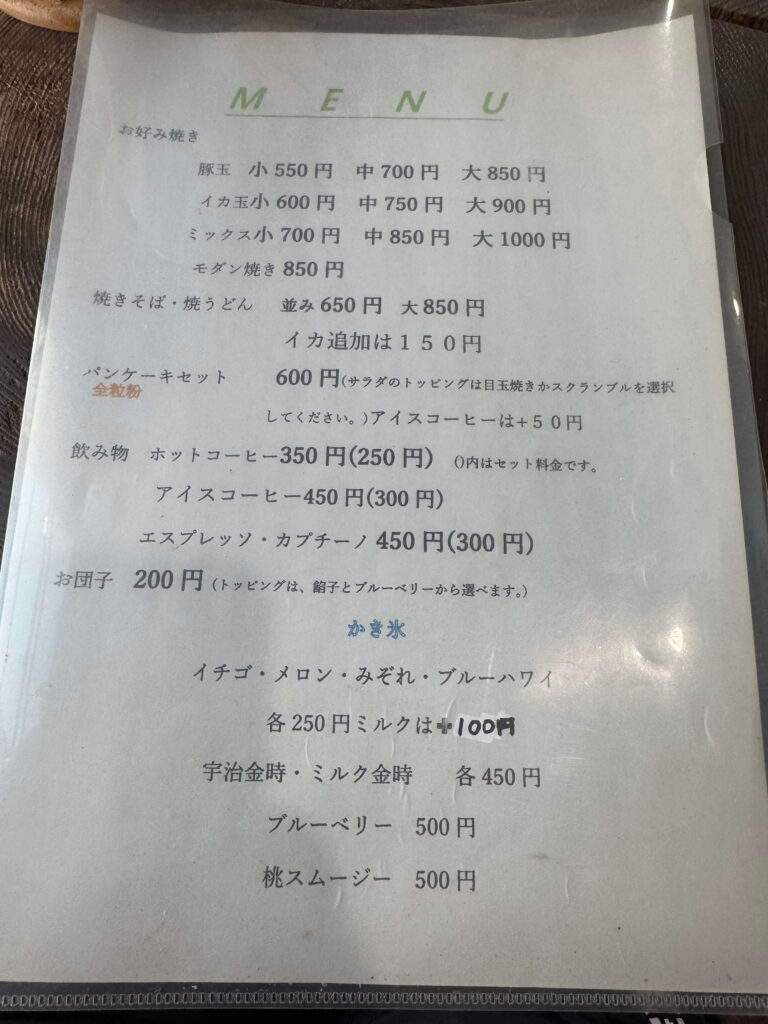 MENU
お好み焼き
豚玉 小 550 円 中 700 円 大 850 円
イカ玉小 600 円 中 750 円 大 900 円
ミックス小 700 円 中 850 円 大 1000 円
モダン焼き 850 円
焼きそば・焼うどん 並み 650 円 大 850 円
イカ追加は１５０円
パンケーキセット 600 円(サラダのトッピングは目玉焼きかスクランブルを選択
全粒粉
してください。)アイスコーヒーは+５０円
飲み物 ホットコーヒー350 円(250 円) ()内はセット料金です。
アイスコーヒー450 円(300 円)
エスプレッソ・カプチーノ 450 円(300 円)
お団子 200 円 (トッピングは、餡子とブルーベリーから選べます。)
かき氷
イチゴ・メロン・みぞれ・ブルーハワイ
各 250 円ミルクは+100円
宇治金時・ミルク金時 各 450 円
ブルーベリー 500 円
桃スムージー 500 円